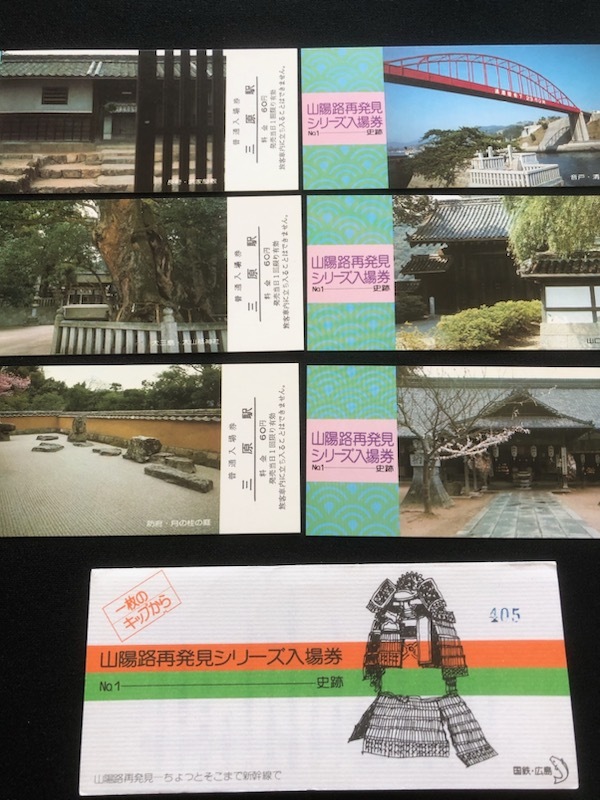 普通入場券
三原駅
料金 60円
発売当日1回限り有効
旅客車内に立ち入ることはできません。
山陽路再発見
シリーズ入場券
No.1 史跡
音戸・清
普通入場券
三原駅
料金 60円
発売当日1回限り有効
旅客車内に立ち入ることはできません。
大三島・大山祇神社
山陽路再発見
シリーズ入場券
No.1 史跡
山口
普通入場券
三原駅
料金 60円
発売当日1回限り有効
旅客車内に立ち入ることはできません。
防府・月の桂の庭
山陽路再発見
シリーズ入場券
No.1 史跡
一枚の
キップから
405
山陽路再発見シリーズ入場券
No.1 史跡
山陽路再発見―ちょっとそこまで新幹線で
国鉄・広島